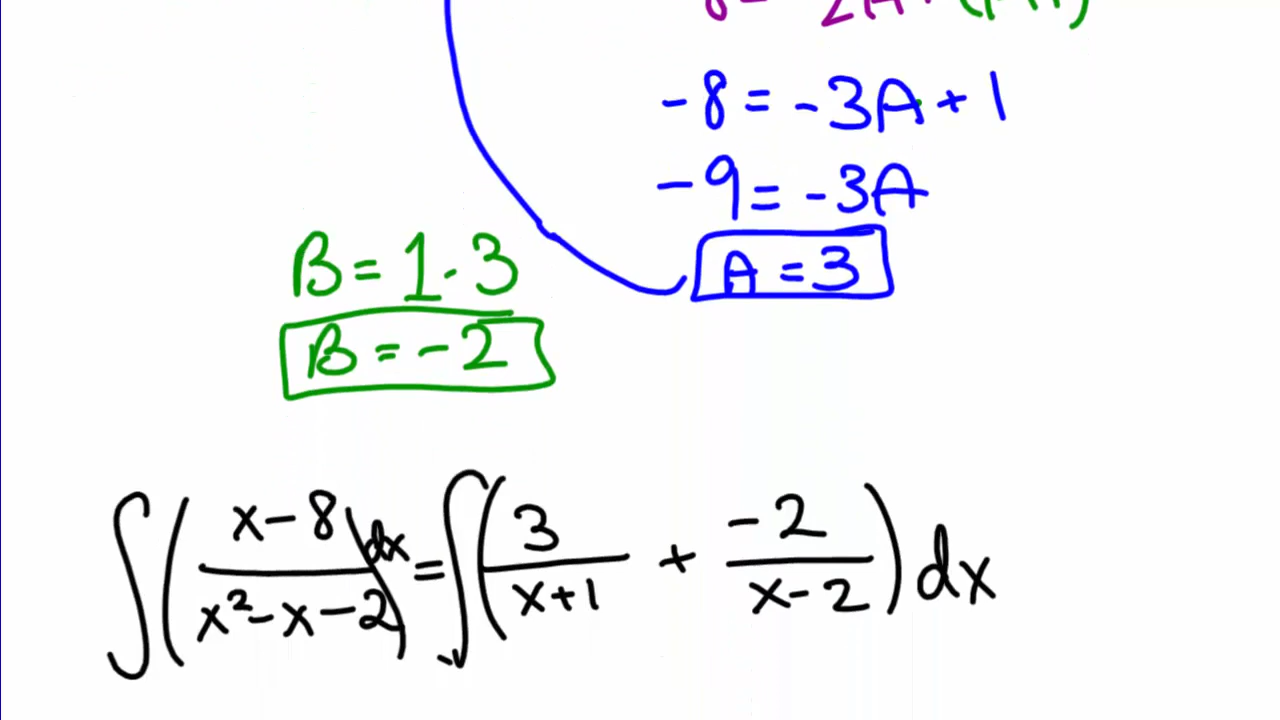 -8 = -3A + 1
-9 = -3A
A = 3
B = 1 - 3
B = -2
∫(x-8/x²-x-2)dx = ∫(3/x+1 + -2/x-2)dx